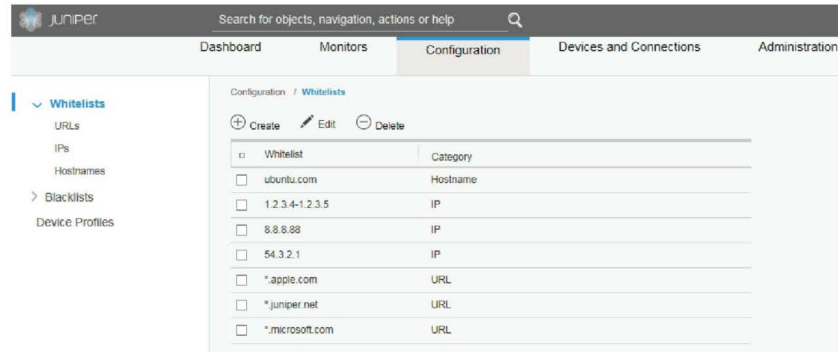 JUNIPER Search for objects, navigation, actions or help
Dashboard Monitors Configuration Devices and Connections Administration
Whitelists
URLs
IPs
Hostnames
Blacklists
Device Profiles
Configuration / Whitelists
Create Edit Delete
Whitelist Category
ubuntu.com Hostname
1.2.3.4-1.2.3.5 IP
8.8.8.88 IP
54.3.2.1 IP
*.apple.com URL
*.juniper.net URL
*.microsoft.com URL